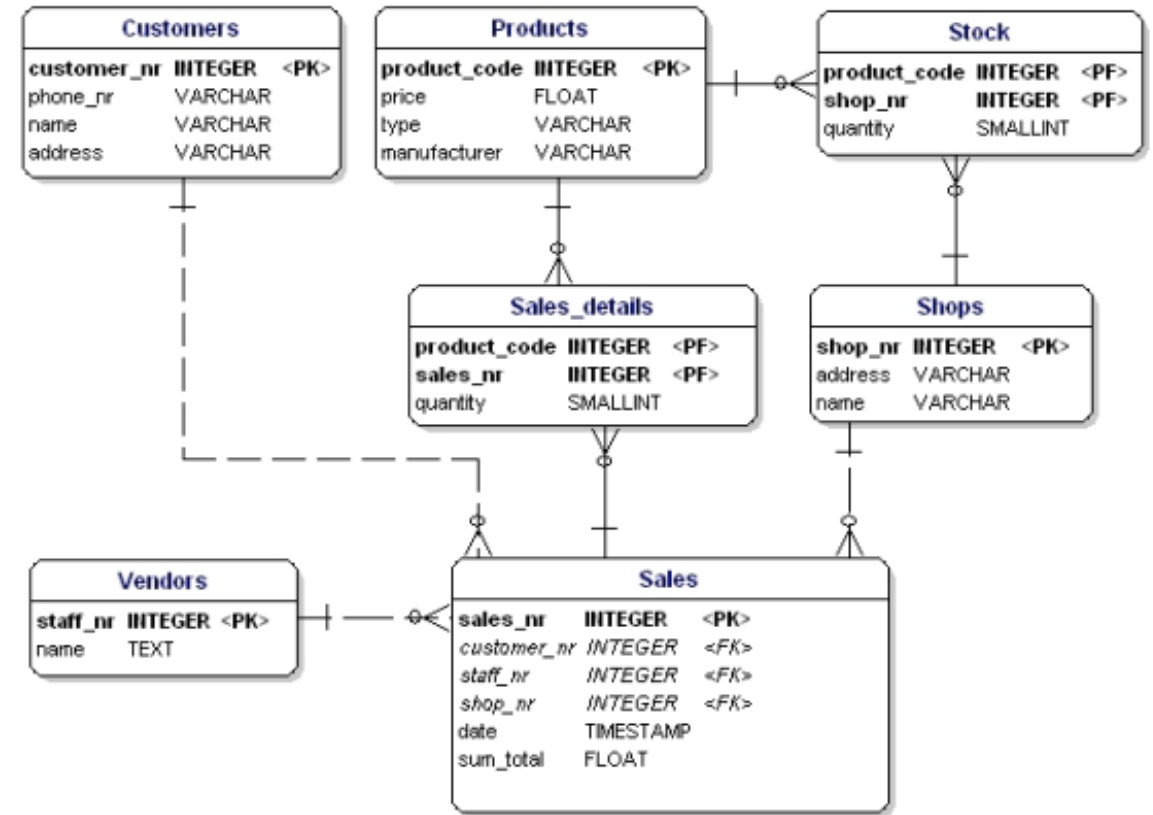 Customers
customer_nr INTEGER <PK>
phone_nr VARCHAR
name VARCHAR
address VARCHAR
Products
product_code INTEGER <PK>
price FLOAT
type VARCHAR
manufacturer VARCHAR
Stock
product_code INTEGER <PF>
shop_nr INTEGER <PF>
quantity SMALLINT
Sales_details
product_code INTEGER <PF>
sales_nr INTEGER <PF>
quantity SMALLINT
Shops
shop_nr INTEGER <PK>
address VARCHAR
name VARCHAR
Vendors
staff_nr INTEGER <PK>
name TEXT
Sales
sales_nr INTEGER <PK>
customer_nr INTEGER <FK>
staff_nr INTEGER <FK>
shop_nr INTEGER <FK>
date TIMESTAMP
sum_total FLOAT